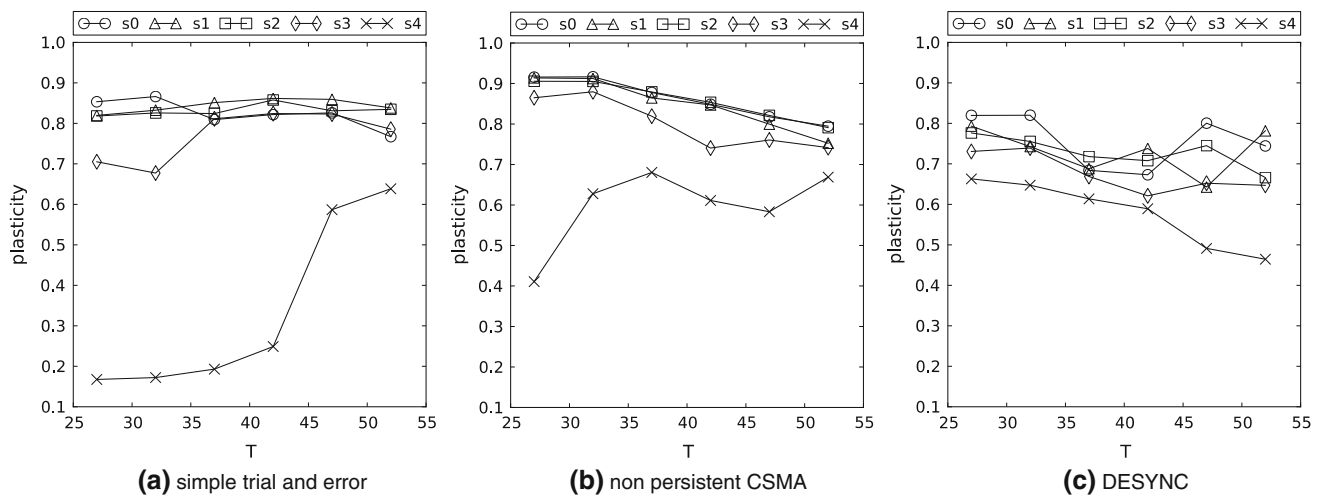 s0 s1 s2 s3 s4
1.0
0.9
0.8
0.7
0.6
0.5
0.4
0.3
0.2
0.1
plasticity
25 30 35 40 45 50 55
T
(a) simple trial and error
s0 s1 s2 s3 s4
1.0
0.9
0.8
0.7
0.6
0.5
0.4
0.3
0.2
0.1
plasticity
25 30 35 40 45 50 55
T
(b) non persistent CSMA
s0 s1 s2 s3 s4
1.0
0.9
0.8
0.7
0.6
0.5
0.4
0.3
0.2
0.1
plasticity
25 30 35 40 45 50 55
T
(c) DESYNC